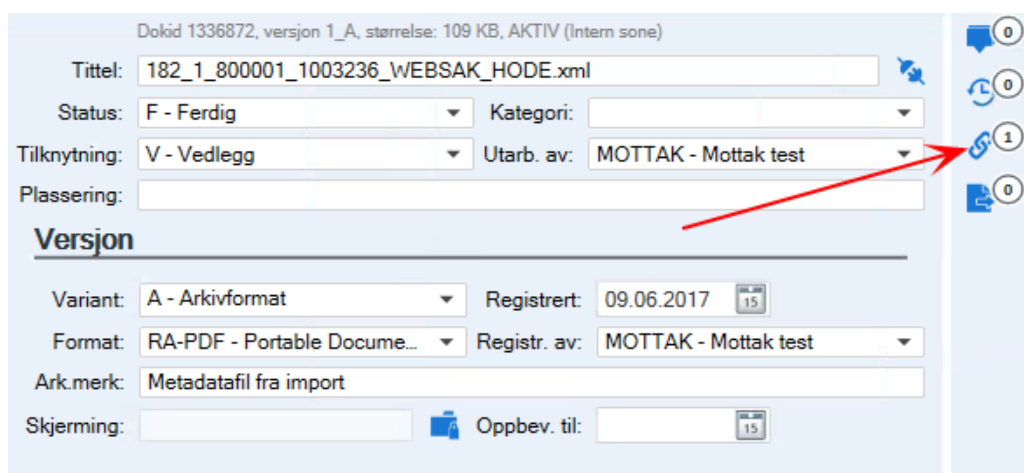 Dokid 1336872, versjon 1_A, størrelse: 109 KB, AKTIV (Intern sone)
0
Tittel: 182_1_800001_1003236_WEBSAK_HODE.xml
0
Status: F - Ferdig Kategori:
1
Tilknytning: V - Vedlegg Utarb. av: MOTTAK - Mottak test
0
Plassering:
Versjon
Variant: A - Arkivformat Registrert: 09.06.2017 15
Format: RA-PDF - Portable Docume... Registr. av: MOTTAK - Mottak test
Ark.merk: Metadatafil fra import
Skjerming: Oppbev. til: 15